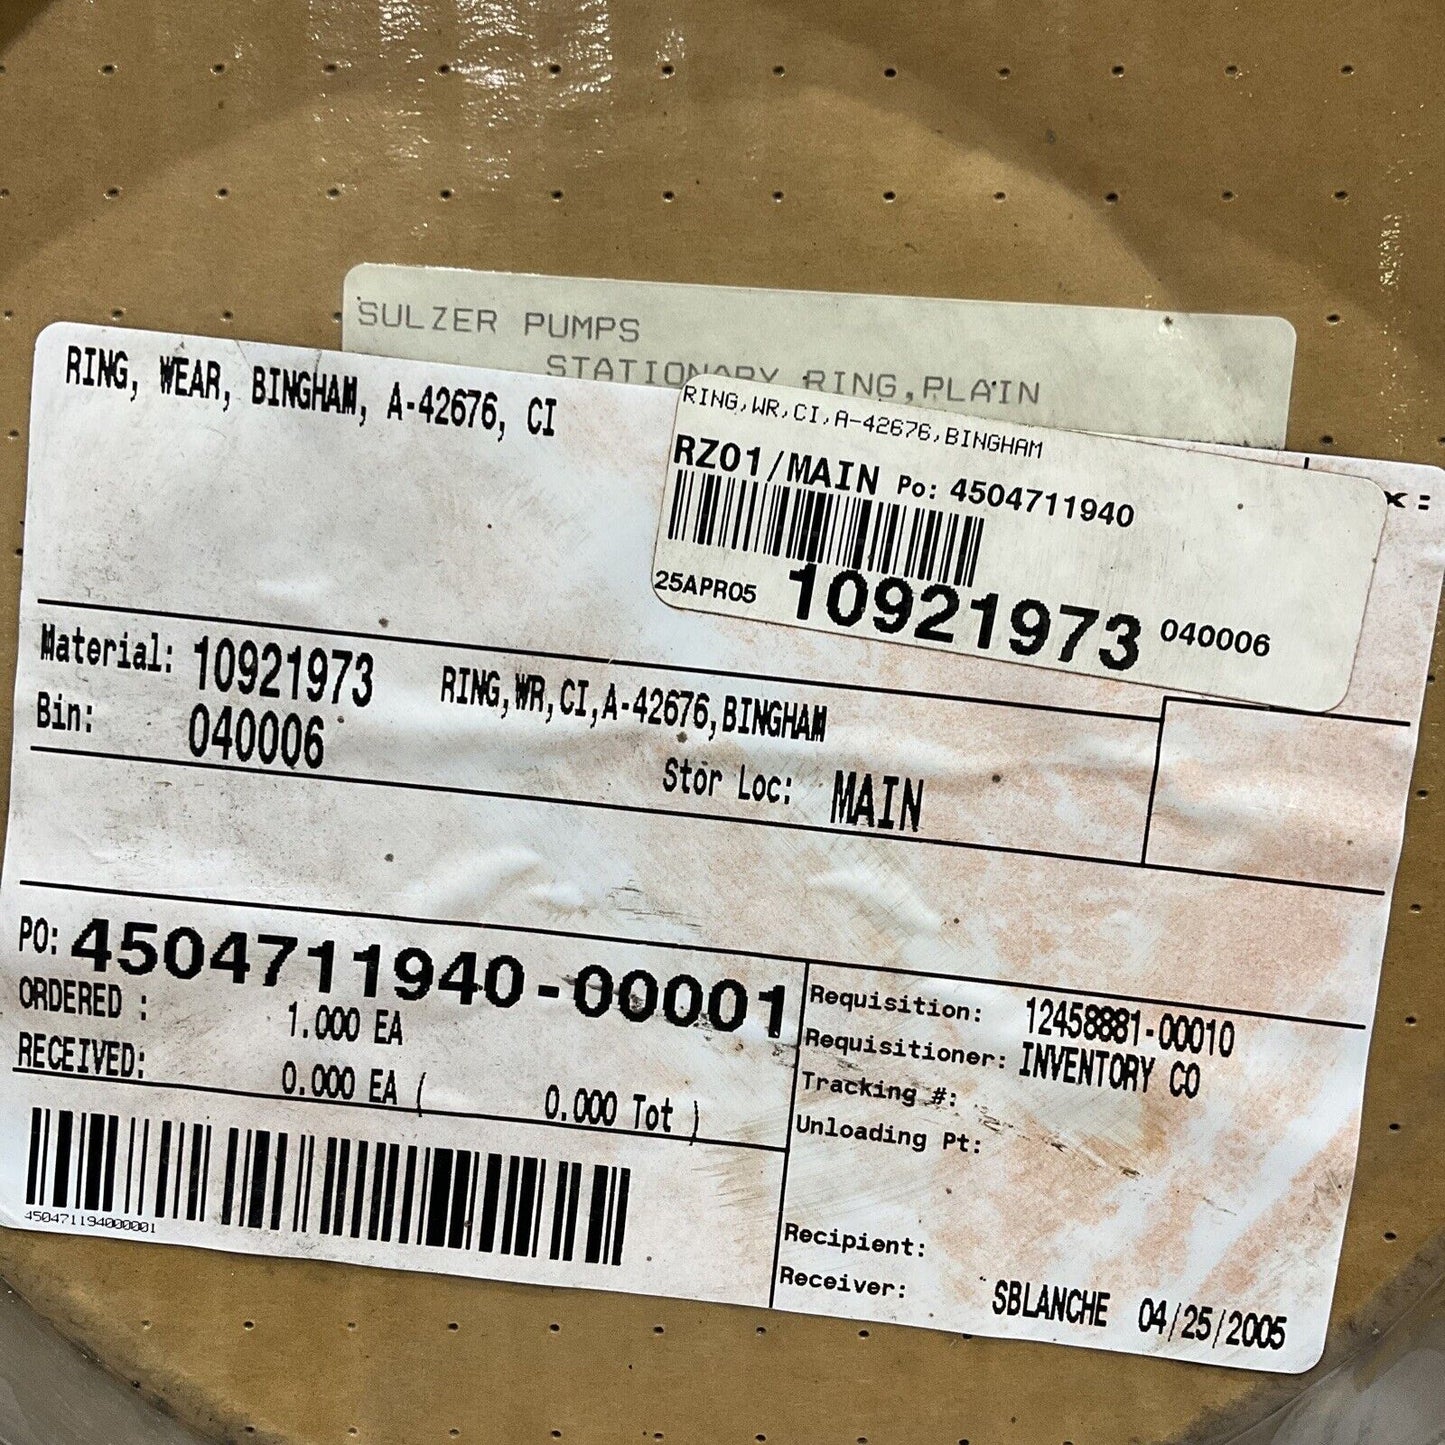 SULZER PUMPS
STATIONARY RING,PLAIN
RING, WEAR, BINGHAM, A-42676, CI
RING,WR,CI,A-42676,BINGHAM
RZ01/MAIN Po: 4504711940
25APR05 10921973 040006
Material: 10921973 RING,WR,CI,A-42676,BINGHAM
Bin: 040006
Stor Loc: MAIN
PO: 4504711940-00001
ORDERED : 1.000 EA
RECEIVED: 0.000 EA ( 0.000 Tot )
450471194000001
Requisition: 12458881-00010
Requisitioner: INVENTORY CO
Tracking #:
Unloading Pt:
Recipient:
Receiver: SBLANCHE 04/25/2005